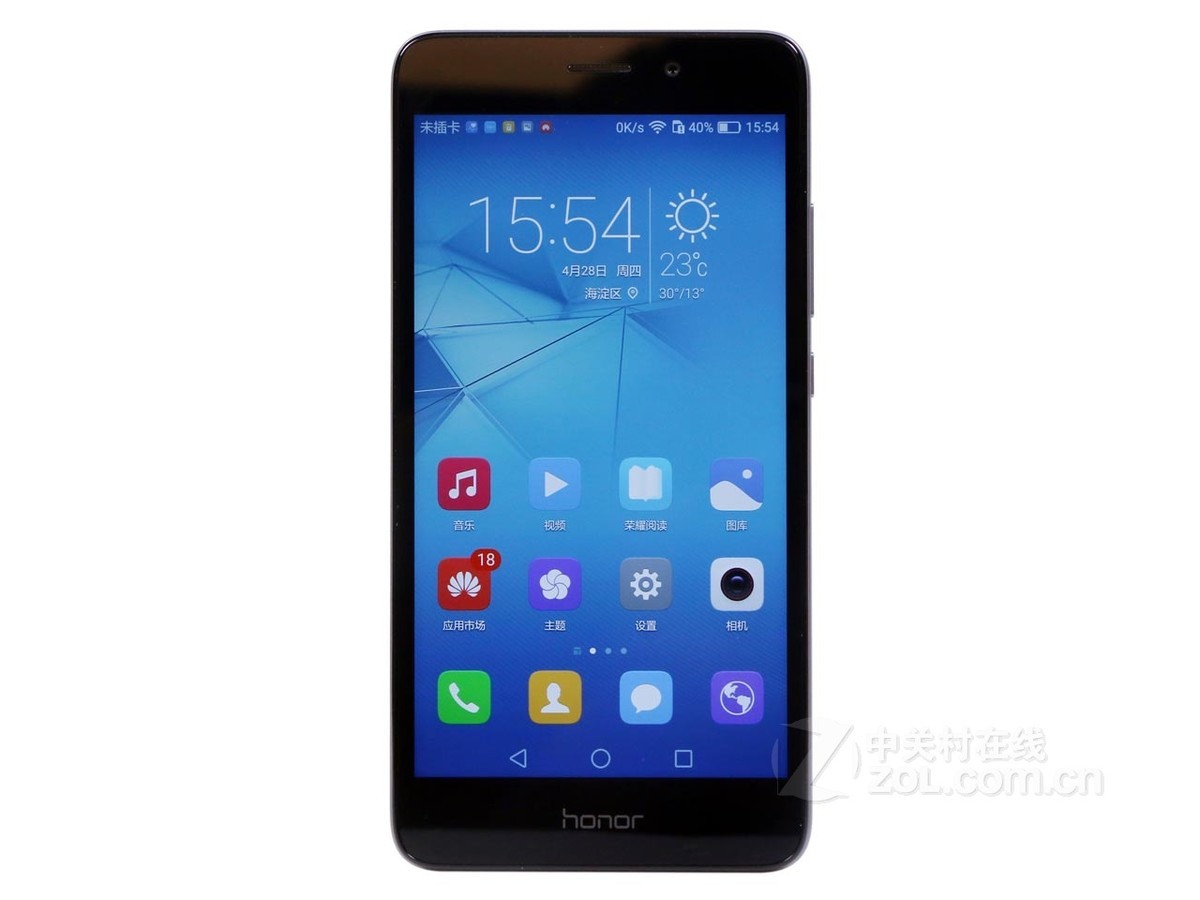 未插卡 0K/s 40% 15:54
15:54
4月28日 周四
23℃
海淀区
30°/13°
音乐 视频 荣耀阅读 图库
18
应用市场 主题 设置 相机
honor
中关村在线
ZOL.com.cn